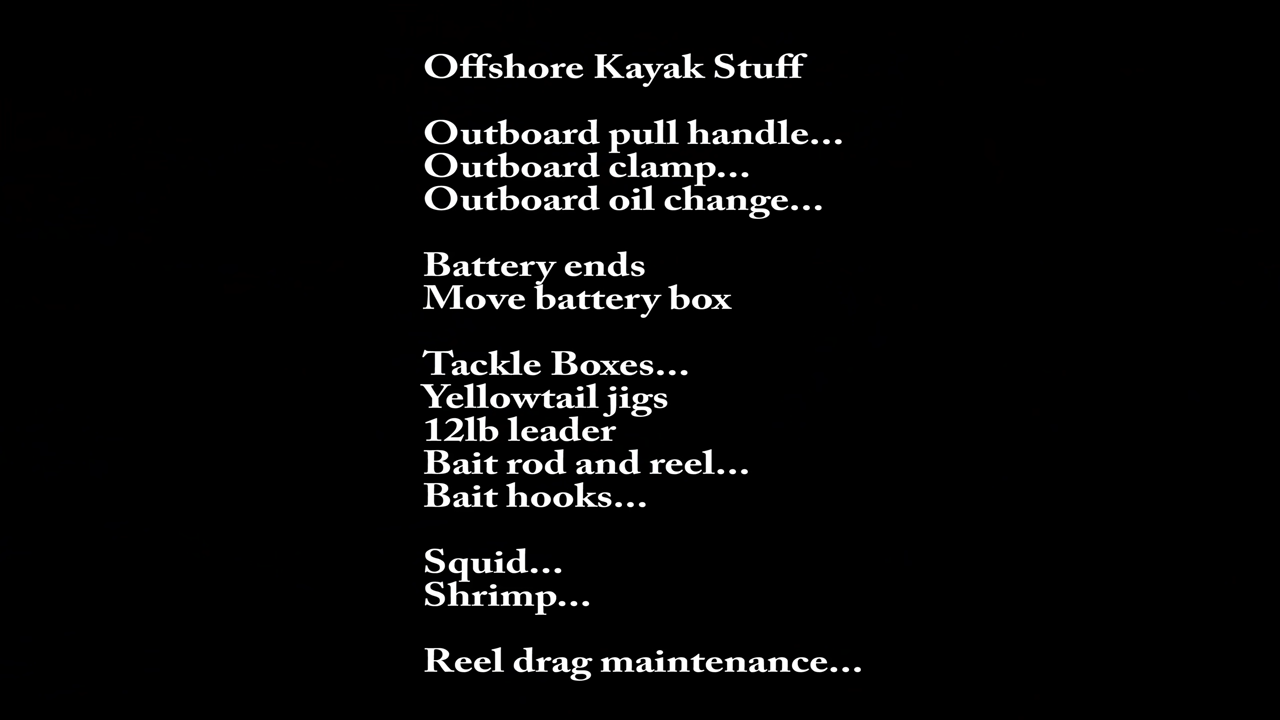 Offshore Kayak Stuff
Outboard pull handle...
Outboard clamp...
Outboard oil change...
Battery ends
Move battery box
Tackle Boxes...
Yellowtail jigs
12lb leader
Bait rod and reel...
Bait hooks...
Squid...
Shrimp...
Reel drag maintenance...